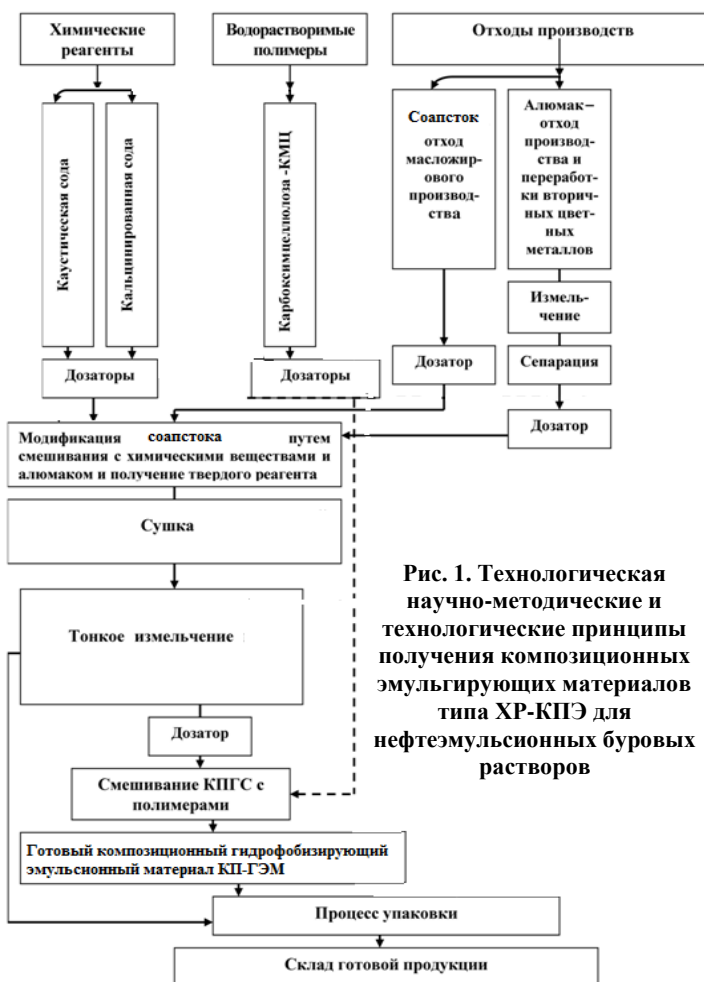 Химические
реагенты
Водорастворимые
полимеры
Отходы производств
Каустическая сода
Кальцинированная сода
Карбоксимцеллюлоза -КМЦ
Соапсток
отход
масложир-
ового
производ-
ства
Алюмак–
отход
производ-
ства и
переработ-
ки вторич-
ных цвет-
ных
металлов
Измель-
чение
Дозаторы
Дозаторы
Дозатор
Сепарация
Дозатор
Модификация соапстока путем
смешивания с химическими веществами и
алюмаком и получение твердого реагента
Сушка
Тонкое измельчение
Дозатор
Смешивание КПГС с
полимерами
Готовый композиционный гидрофобизирующий
эмульсионный материал КП-ГЭМ
Процесс упаковки
Склад готовой продукции
Рис. 1. Технологическая
научно-методические и
технологические принципы
получения композиционных
эмульгирующих материалов
типа ХР-КПЭ для
нефтеэмульсионных буровых
растворов